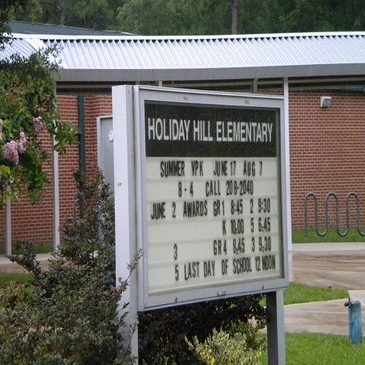 HOLIDAY HILL ELEMENTARY
SUMMER VPK JUNE 17 AUG 7
8-4 CALL 208-2040
JUNE 2 AWARDS GR1 8:45 2 9:30
K 10:00 5 6:45
3 GR4 8:45 3 9:30
5 LAST DAY OF SCHOOL 12 NOON